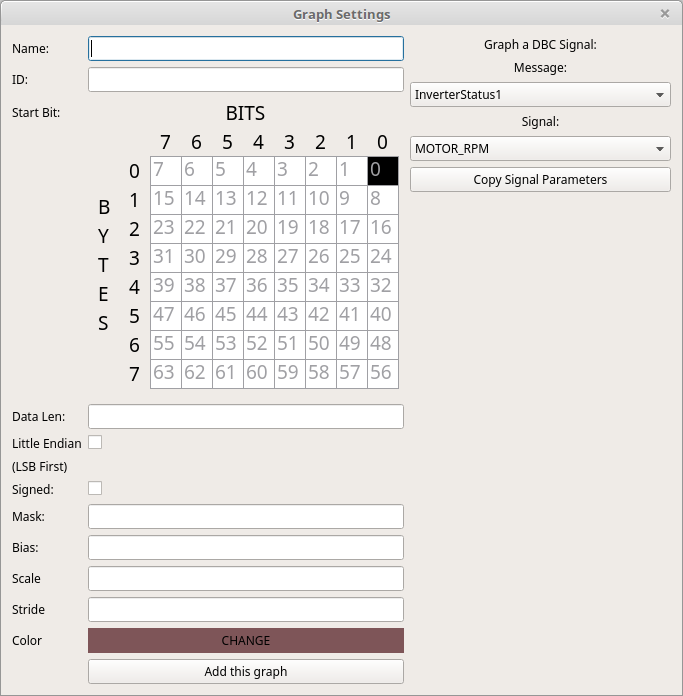 Graph Settings
Name:
Graph a DBC Signal:
ID:
Message:
InverterStatus1
Start Bit:
BITS
Signal:
7 6 5 4 3 2 1 0
MOTOR_RPM
Copy Signal Parameters
BYTES
0 7 6 5 4 3 2 1 0
1 15 14 13 12 11 10 9 8
2 23 22 21 20 19 18 17 16
3 31 30 29 28 27 26 25 24
4 39 38 37 36 35 34 33 32
5 47 46 45 44 43 42 41 40
6 55 54 53 52 51 50 49 48
7 63 62 61 60 59 58 57 56
Data Len:
Little Endian
(LSB First)
Signed:
Mask:
Bias:
Scale
Stride
Color
CHANGE
Add this graph